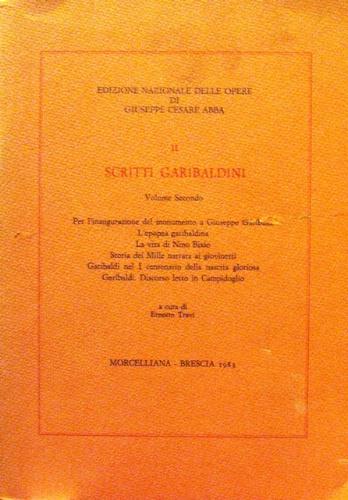 EDIZIONE NAZIONALE DELLE OPERE
DI
GIUSEPPE CESARE ABBA
II
SCRITTI GARIBALDINI
Volume Secondo
Per l'inaugurazione del monumento a Giuseppe
L'epopea garibaldina
La vita di Nino Bixio
Storia dei Mille narrata ai giovinetti
Garibaldi nel I centenario della nascita gloriosa
Garibaldi. Discorso letto in Campidoglio
a cura di
Ernesto Travi
MORCELLIANA - BRESCIA 1983